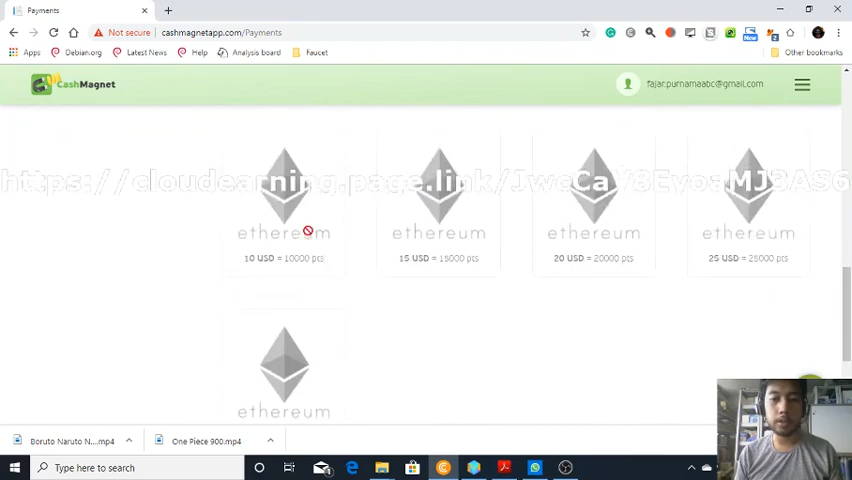 Payments
Not secure
cashmagnetapp.com/Payments
Apps
Debian.org
Latest News
Help
Analysis board
Faucet
Other bookmarks
CashMagnet
fajar.purnamaabc@gmail.com
ethereum
ethereum
ethereum
ethereum
10 USD = 10000 pts
15 USD = 15000 pts
20 USD = 20000 pts
25 USD = 25000 pts
ethereum
Boruto Naruto N....mp4
One Piece 900.mp4
Type here to search